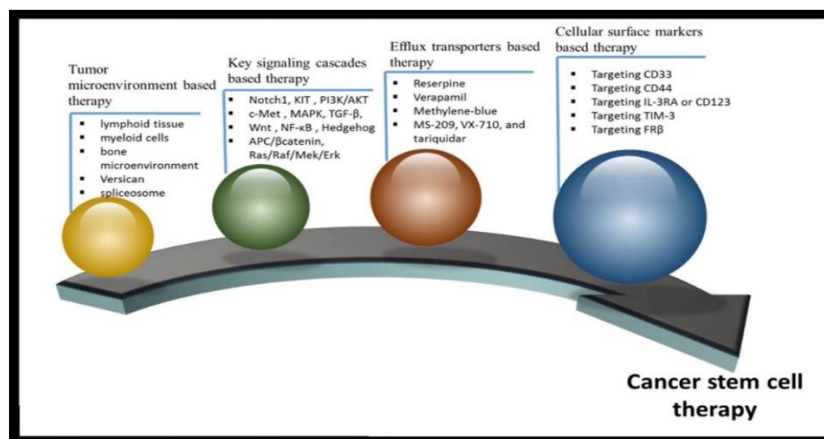 Tumor
microenvironment based
therapy
▪ lymphoid tissue
▪ myeloid cells
▪ bone
microenvironment
▪ Versican
▪ spliceosome
Key signaling cascades
based therapy
▪ Notch1, KIT , PI3K/AKT
▪ c-Met , MAPK, TGF-β,
▪ Wnt , NF-κB , Hedgehog
▪ APC/βcatenin,
Ras/Raf/Mek/Erk
Efflux transporters based
therapy
▪ Reserpine
▪ Verapamil
▪ Methylene-blue
▪ MS-209, VX-710, and
tariquidar
Cellular surface markers
based therapy
▪ Targeting CD33
▪ Targeting CD44
▪ Targeting IL-3RA or CD123
▪ Targeting TIM-3
▪ Targeting FRβ
Cancer stem cell
therapy